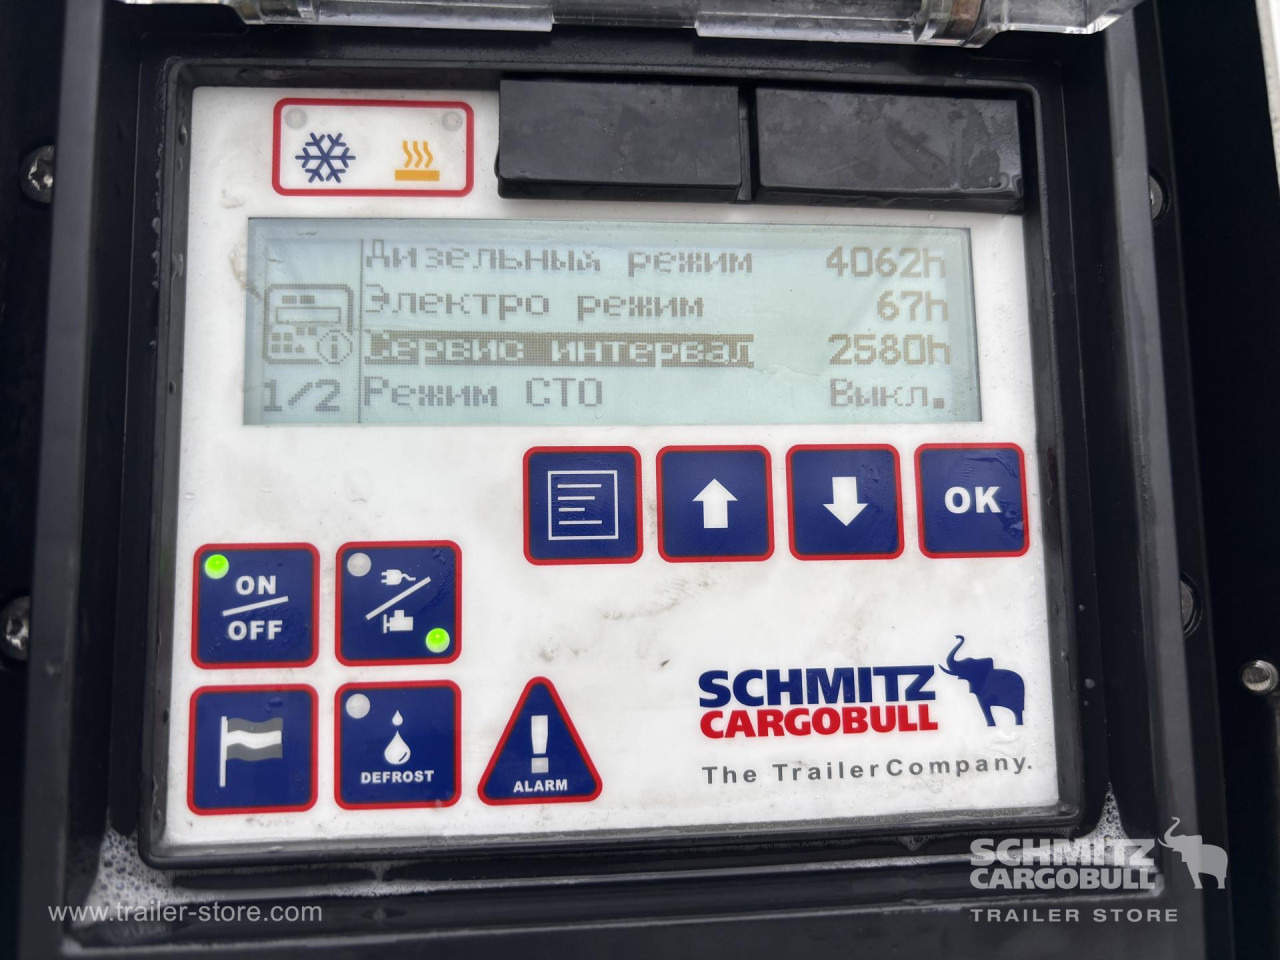 Дизельный режим 4062h
Электро режим 67h
Сервис интервал 2580h
1/2 Режим СТО Выкл.
OK
ON
OFF
DEFROST
ALARM
SCHMITZ
CARGOBULL
The TrailerCompany.
SCHMITZ
CARGOBULL
TRAILER STORE
www.trailer-store.com